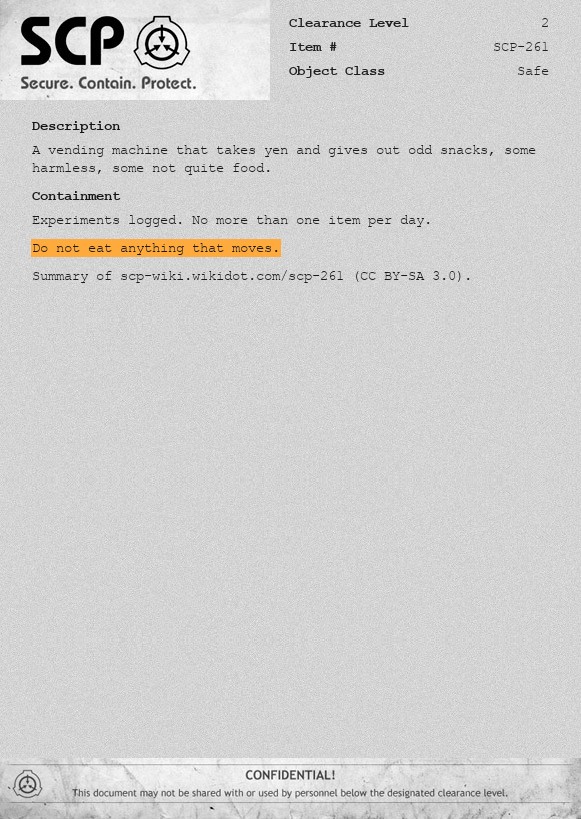 SCP
Secure. Contain. Protect.
Clearance Level 2
Item # SCP-261
Object Class Safe
Description
A vending machine that takes yen and gives out odd snacks, some
harmless, some not quite food.
Containment
Experiments logged. No more than one item per day.
Do not eat anything that moves.
Summary of scp-wiki.wikidot.com/scp-261 (CC BY-SA 3.0).
CONFIDENTIAL!
This document may not be shared with or used by personnel below the designated clearance level.